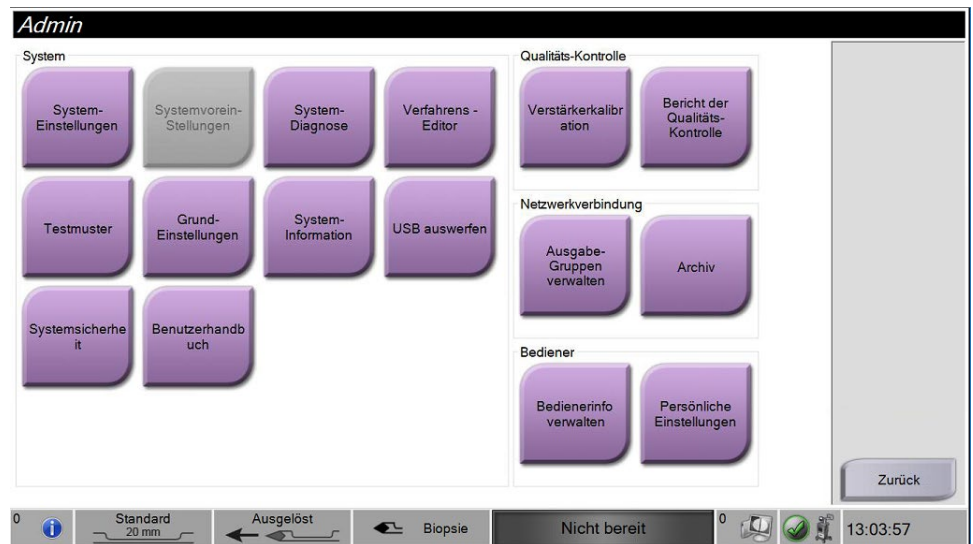 Admin
System
System-
Einstellungen
Systemvorein-
Stellungen
System-
Diagnose
Verfahrens -
Editor
Testmuster
Grund-
Einstellungen
System-
Information
USB auswerfen
Systemsicherhe
it
Benutzerhandb
uch
Qualitäts-Kontrolle
Verstärkerkalibr
ation
Bericht der
Qualitäts-
Kontrolle
Netzwerkverbindung
Ausgabe-
Gruppen
verwalten
Archiv
Bediener
Bedienerinfo
verwalten
Persönliche
Einstellungen
Zurück
0
i
Standard
20 mm
Ausgelöst
Biopsie
Nicht bereit
0
13:03:57